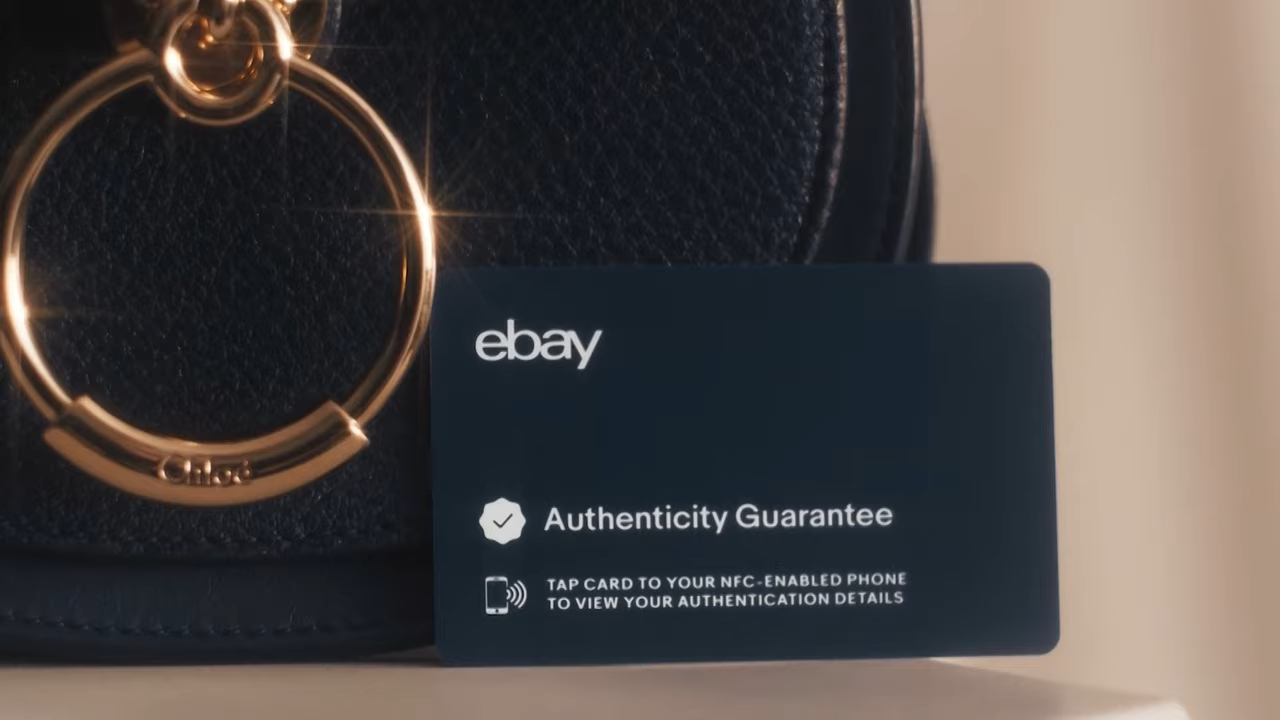 Chloé
ebay
Authenticity Guarantee
TAP CARD TO YOUR NFC-ENABLED PHONE
TO VIEW YOUR AUTHENTICATION DETAILS